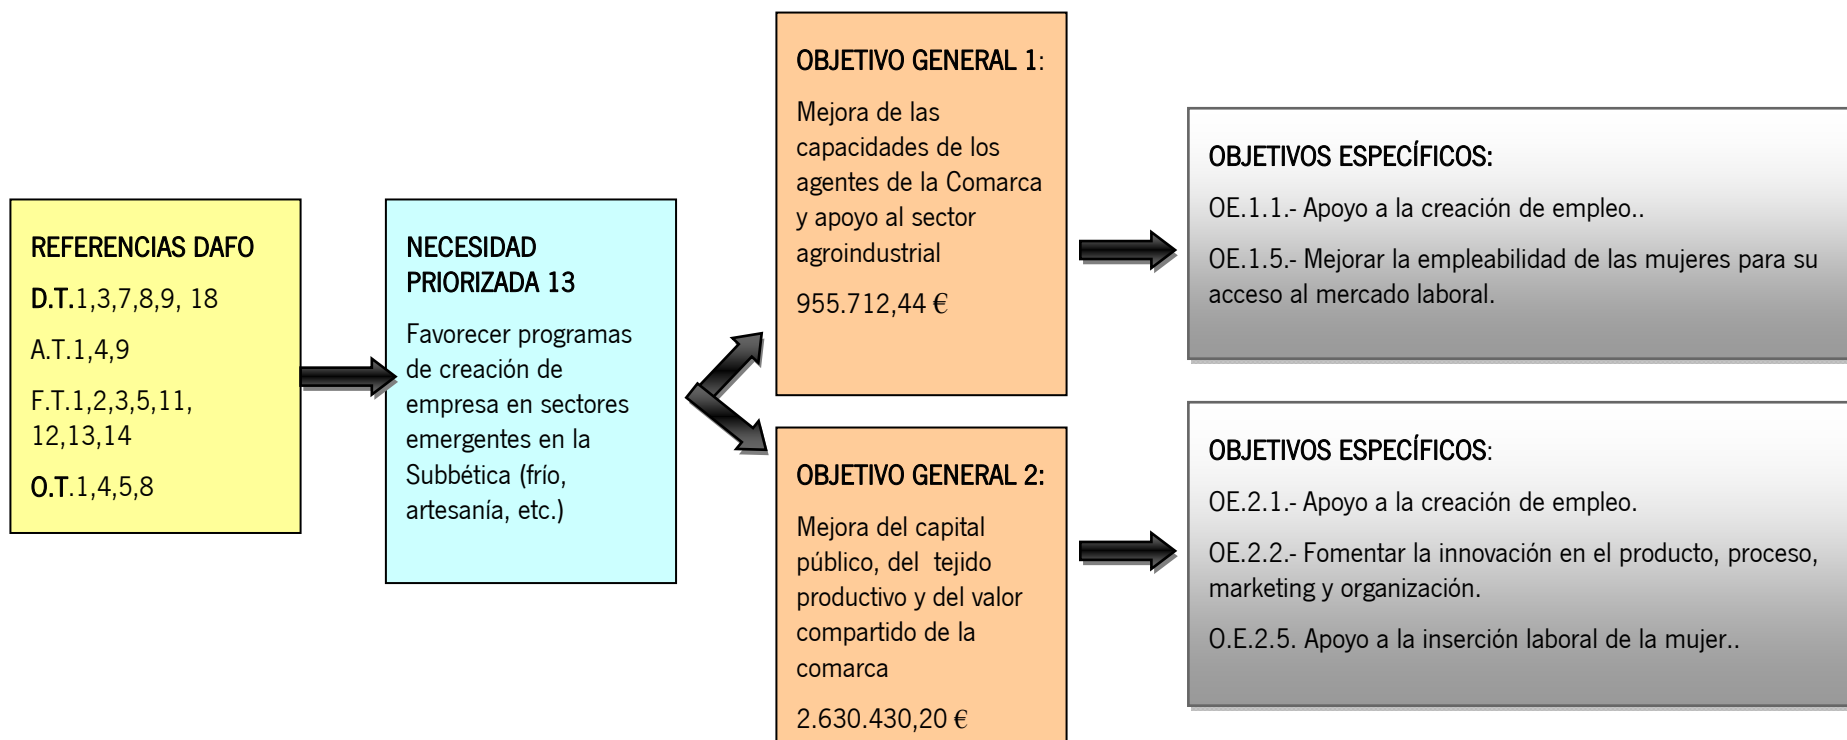 REFERENCIAS DAFO
D.T.1,3,7,8,9, 18
A.T.1,4,9
F.T.1,2,3,5,11,
12,13,14
O.T.1,4,5,8
NECESIDAD
PRIORIZADA 13
Favorecer programas
de creación de
empresa en sectores
emergentes en la
Subbética (frío,
artesanía, etc.)
OBJETIVO GENERAL 1:
Mejora de las
capacidades de los
agentes de la Comarca
y apoyo al sector
agroindustrial
955.712,44 €
OBJETIVOS ESPECÍFICOS:
OE.1.1.- Apoyo a la creación de empleo..
OE.1.5.- Mejorar la empleabilidad de las mujeres para su
acceso al mercado laboral.
OBJETIVO GENERAL 2:
Mejora del capital
público, del  tejido
productivo y del valor
compartido de la
comarca
2.630.430,20 €
OBJETIVOS ESPECÍFICOS:
OE.2.1.- Apoyo a la creación de empleo.
OE.2.2.- Fomentar la innovación en el producto, proceso,
marketing y organización.
O.E.2.5. Apoyo a la inserción laboral de la mujer..